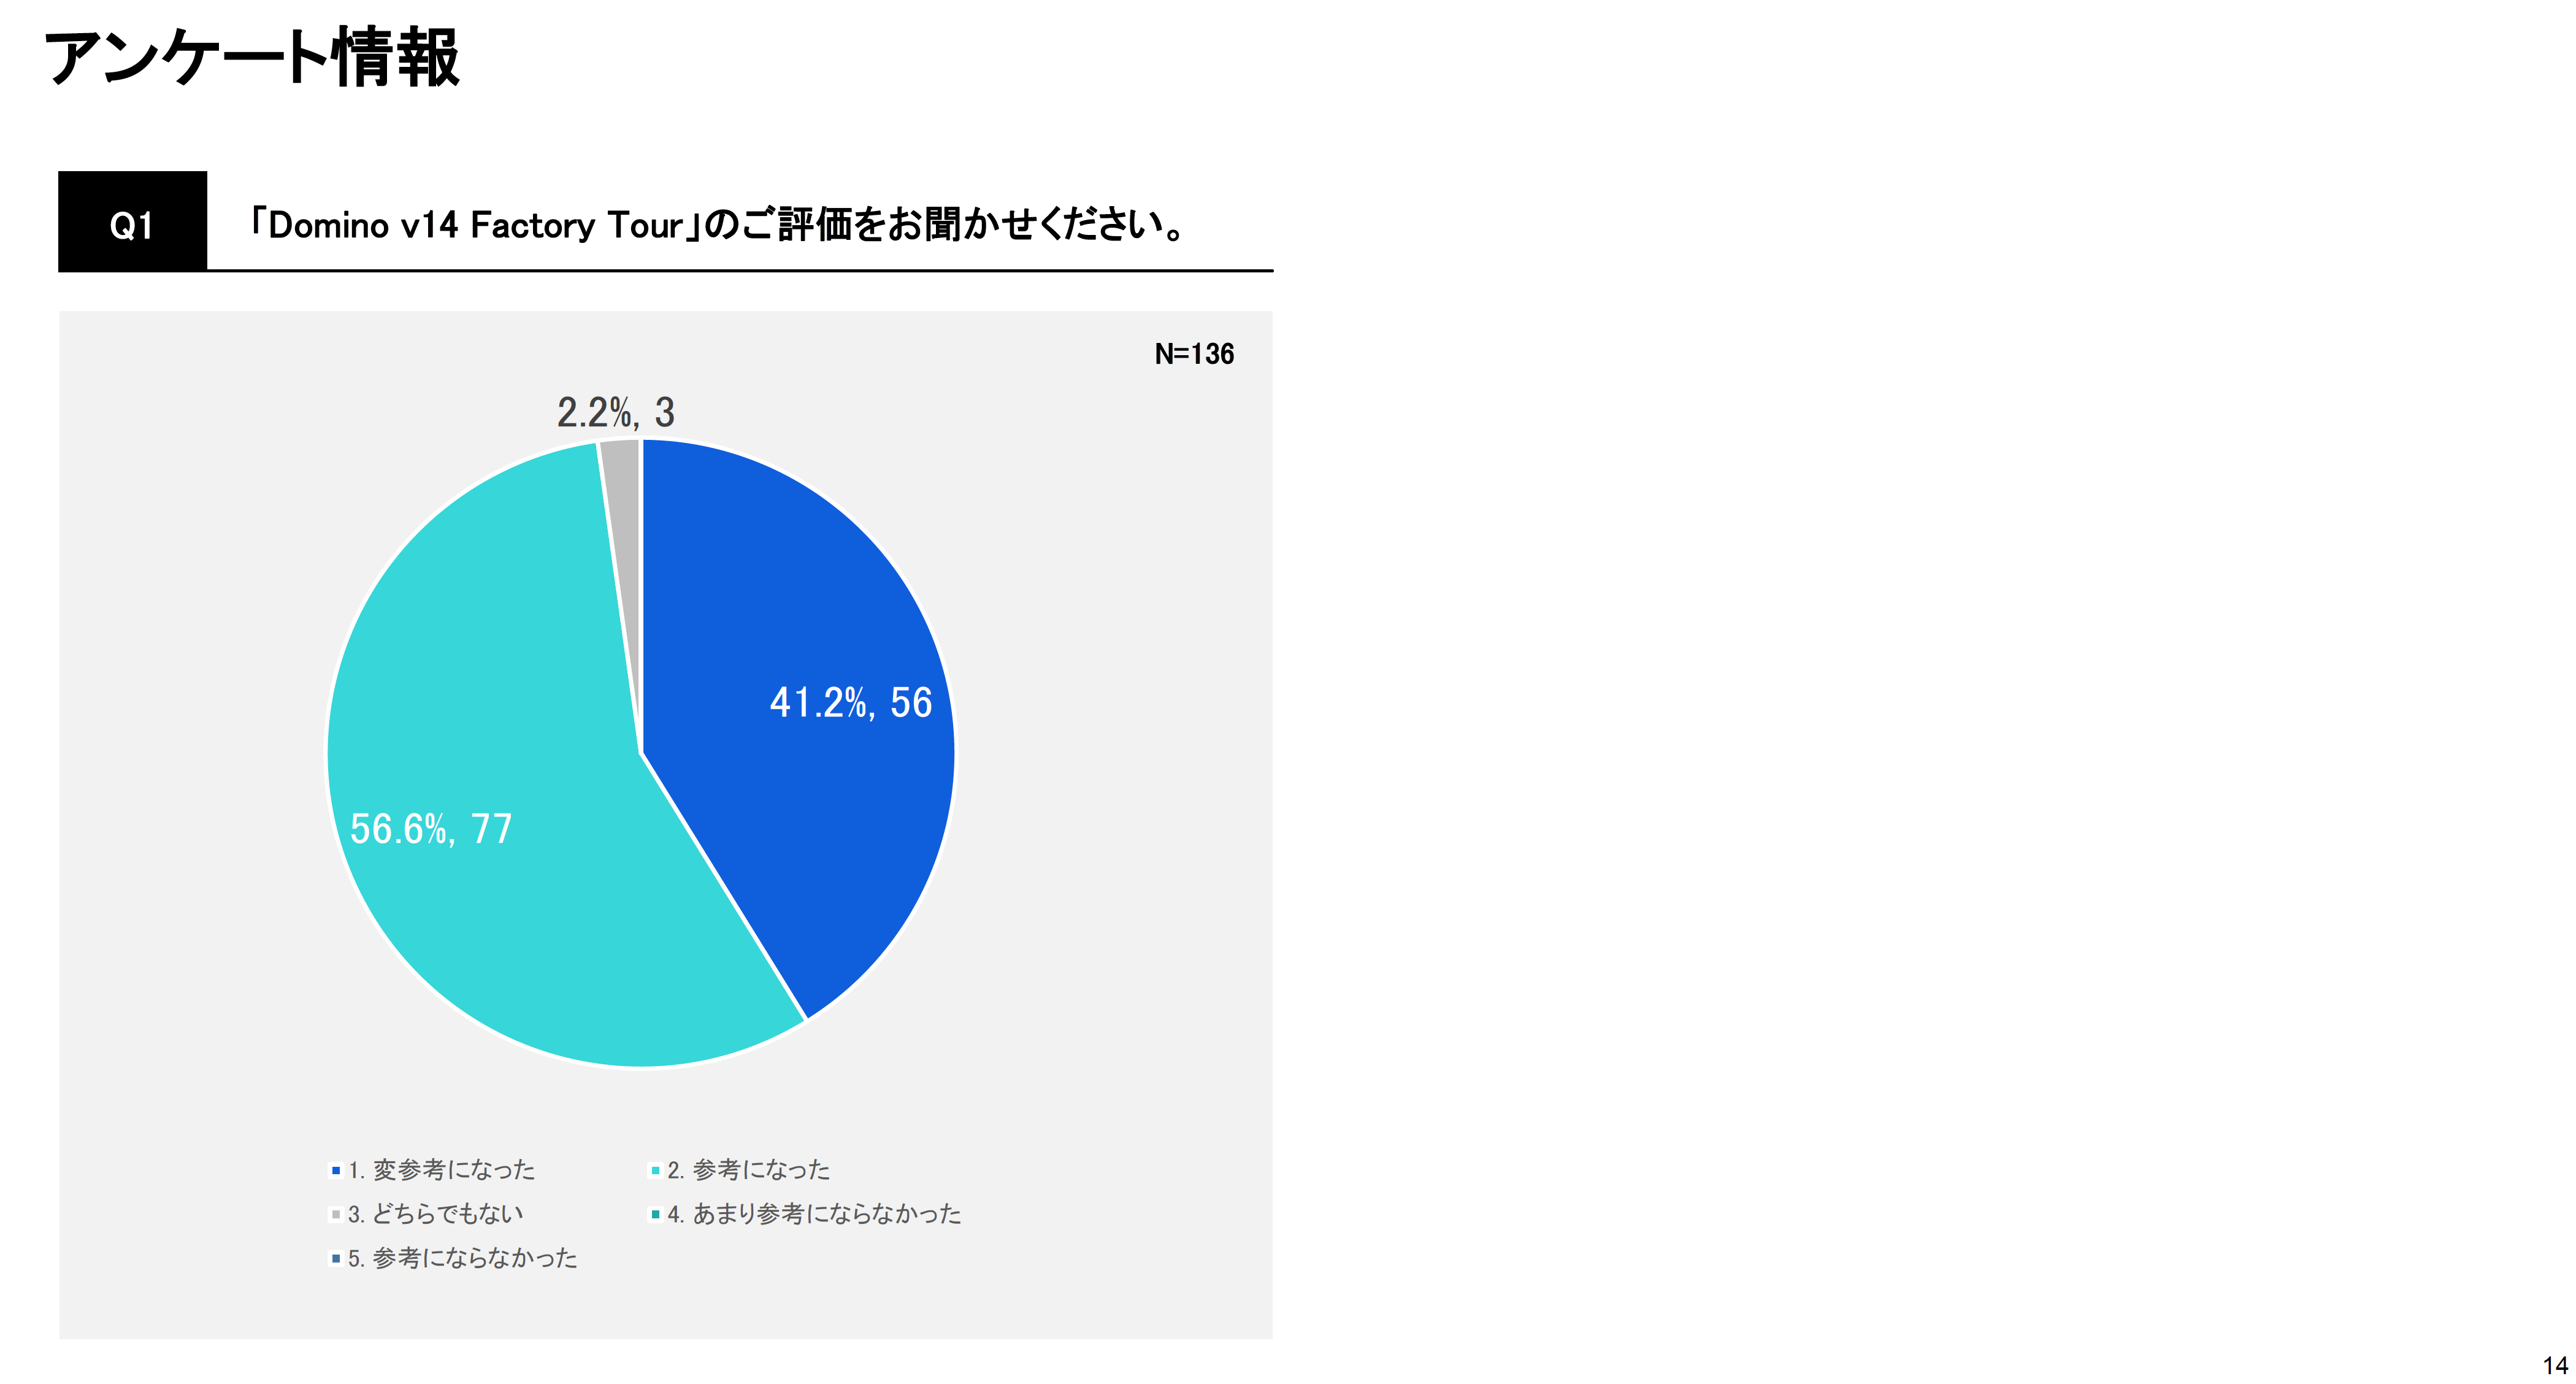 アンケート情報
Q1
「Domino v14 Factory Tour」のご評価をお聞かせください。
N=136
2.2%, 3
41.2%, 56
56.6%, 77
1. 変参考になった
2. 参考になった
3. どちらでもない
4. あまり参考にならなかった
5. 参考にならなかった
14